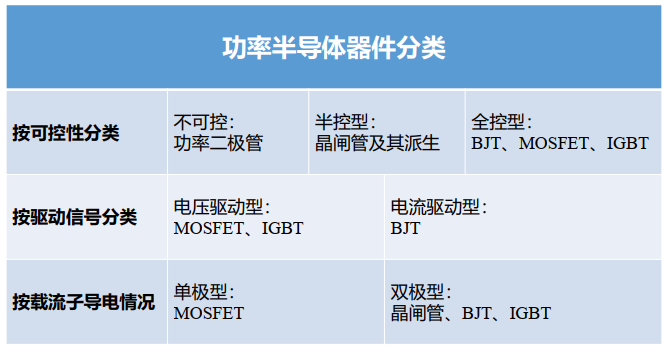 功率半导体器件分类
按可控性分类
不可控：
功率二极管
半控型：
晶闸管及其派生
全控型：
BJT、MOSFET、IGBT
按驱动信号分类
电压驱动型：
MOSFET、IGBT
电流驱动型：
BJT
按载流子导电情况
单极型：
MOSFET
双极型：
晶闸管、BJT、IGBT